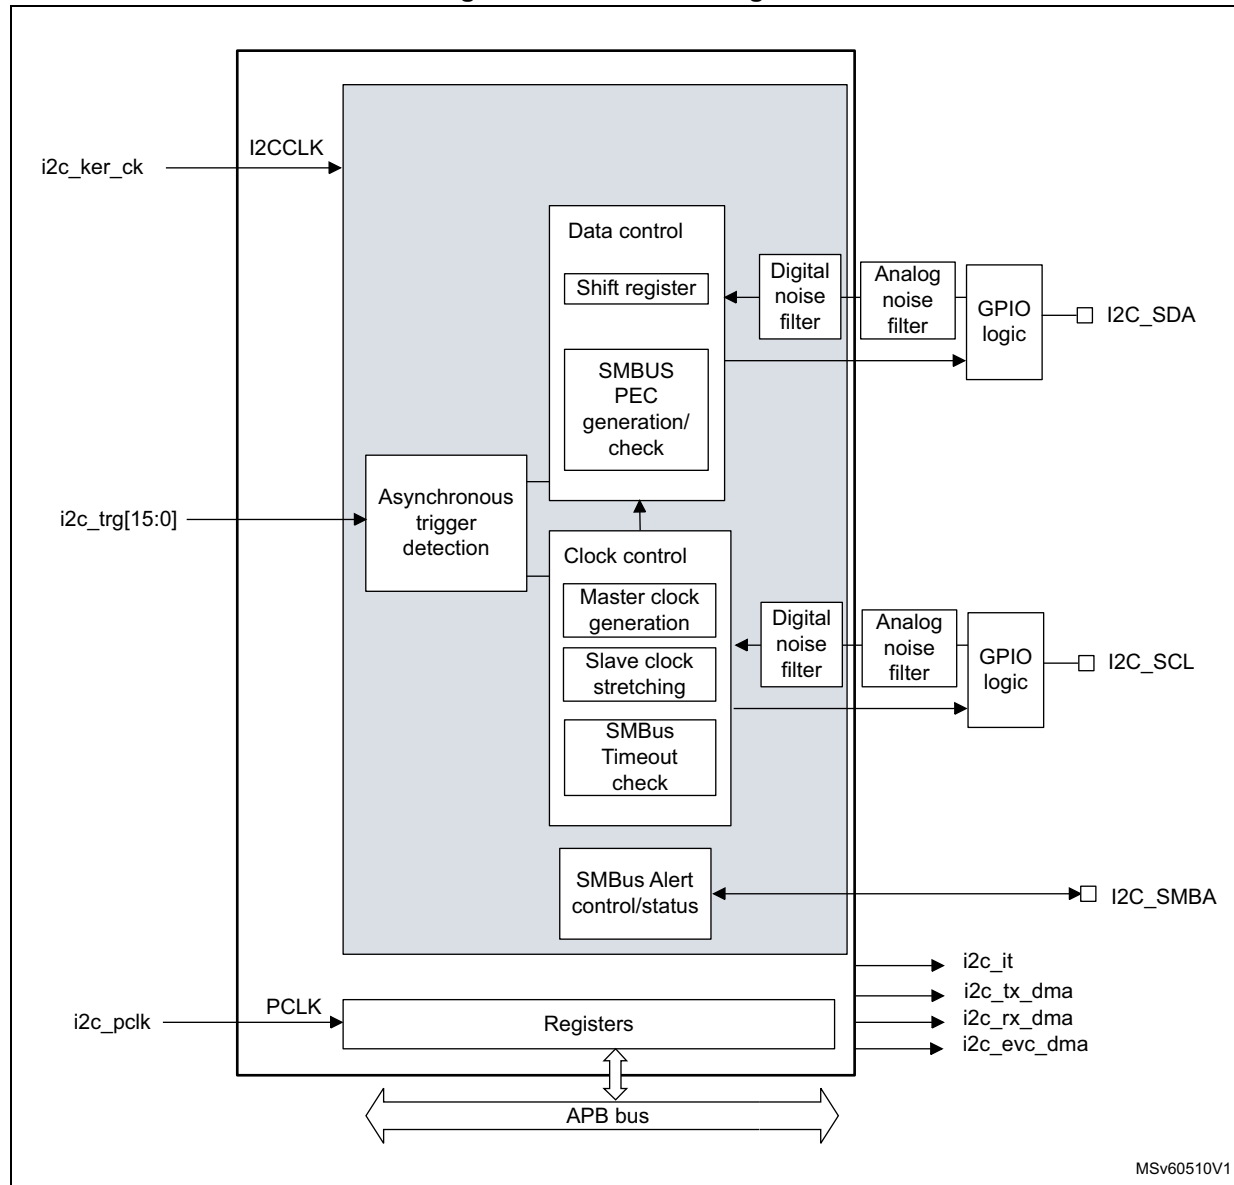 I2CCLK
i2c_ker_ck
Data control
Shift register
SMBUS
PEC
generation/
check
Digital
noise
filter
Analog
noise
filter
GPIO
logic
I2C_SDA
Asynchronous
trigger
detection
i2c_trg[15:0]
Clock control
Master clock
generation
Slave clock
stretching
SMBus
Timeout
check
Digital
noise
filter
Analog
noise
filter
GPIO
logic
I2C_SCL
SMBus Alert
control/status
I2C_SMBA
i2c_it
i2c_tx_dma
i2c_rx_dma
i2c_evc_dma
PCLK
i2c_pclk
Registers
APB bus
MSv60510V1